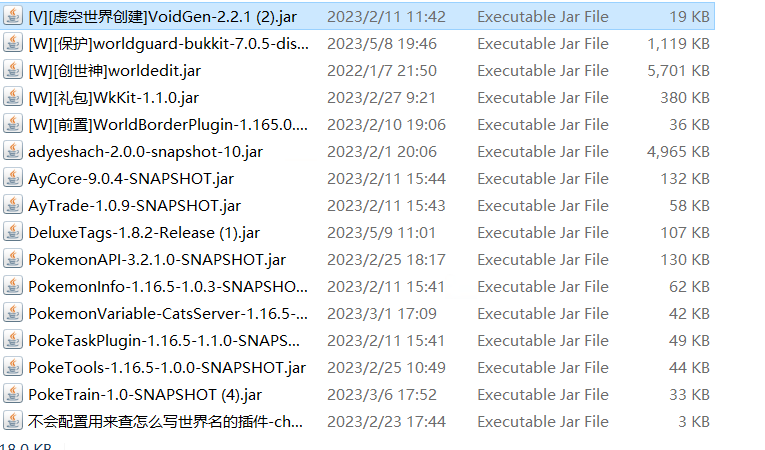 [V][虚空世界创建]VoidGen-2.2.1 (2).jar 2023/2/11 11:42 Executable Jar File 19 KB
[W][保护]worldguard-bukkit-7.0.5-dis... 2023/5/8 19:46 Executable Jar File 1,119 KB
[W][创世神]worldedit.jar 2022/1/7 21:50 Executable Jar File 5,701 KB
[W][礼包]WkKit-1.1.0.jar 2023/2/27 9:21 Executable Jar File 380 KB
[W][前置]WorldBorderPlugin-1.165.0.... 2023/2/10 19:06 Executable Jar File 36 KB
adyeshach-2.0.0-snapshot-10.jar 2023/2/1 20:06 Executable Jar File 4,965 KB
AyCore-9.0.4-SNAPSHOT.jar 2023/2/11 15:44 Executable Jar File 132 KB
AyTrade-1.0.9-SNAPSHOT.jar 2023/2/11 15:43 Executable Jar File 58 KB
DeluxeTags-1.8.2-Release (1).jar 2023/5/9 11:01 Executable Jar File 107 KB
PokemonAPI-3.2.1.0-SNAPSHOT.jar 2023/2/25 18:17 Executable Jar File 130 KB
PokemonInfo-1.16.5-1.0.3-SNAPSHO... 2023/2/11 15:41 Executable Jar File 62 KB
PokemonVariable-CatsServer-1.16.5-... 2023/3/1 17:09 Executable Jar File 42 KB
PokeTaskPlugin-1.16.5-1.1.0-SNAPS... 2023/2/11 15:41 Executable Jar File 49 KB
PokeTools-1.16.5-1.0.0-SNAPSHOT.jar 2023/2/25 10:49 Executable Jar File 44 KB
PokeTrain-1.0-SNAPSHOT (4).jar 2023/3/6 17:52 Executable Jar File 33 KB
不会配置用来查怎么写世界名的插件-ch... 2023/2/23 17:44 Executable Jar File 3 KB
18.0 KB